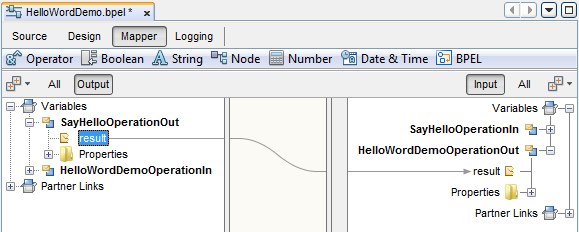 HelloWordDemo.bpel *
Source Design Mapper Logging
Operator Boolean String Node Number Date & Time BPEL
All Output Input All
Variables Variables
SayHelloOperationOut SayHelloOperationIn
result HelloWordDemoOperationOut
Properties result
HelloWordDemoOperationIn Properties
Partner Links Partner Links